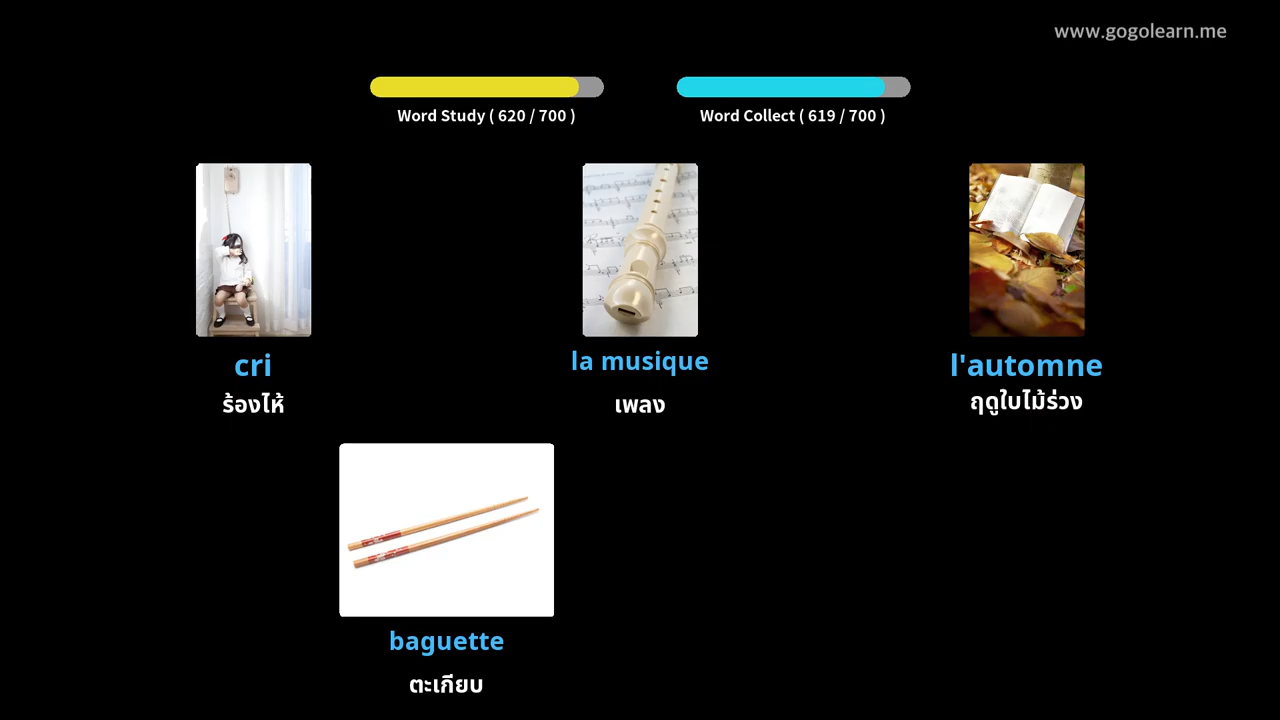 www.gogolearn.me
Word Study ( 620 / 700 )
Word Collect ( 619 / 700 )
cri
ร้องไห้
la musique
เพลง
l'automne
ฤดูใบไม้ร่วง
baguette
ตะเกียบ